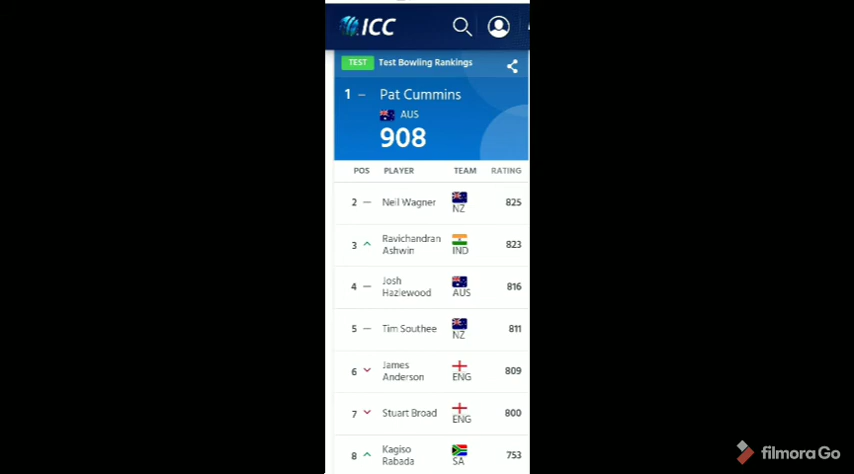 ICC
TEST Test Bowling Rankings
1 – Pat Cummins
AUS
908
POS PLAYER TEAM RATING
2 — Neil Wagner NZ 825
3 Ravichandran Ashwin IND 823
4 — Josh Hazlewood AUS 816
5 — Tim Southee NZ 811
6 James Anderson ENG 809
7 Stuart Broad ENG 800
8 Kagiso Rabada SA 753
filmora Go